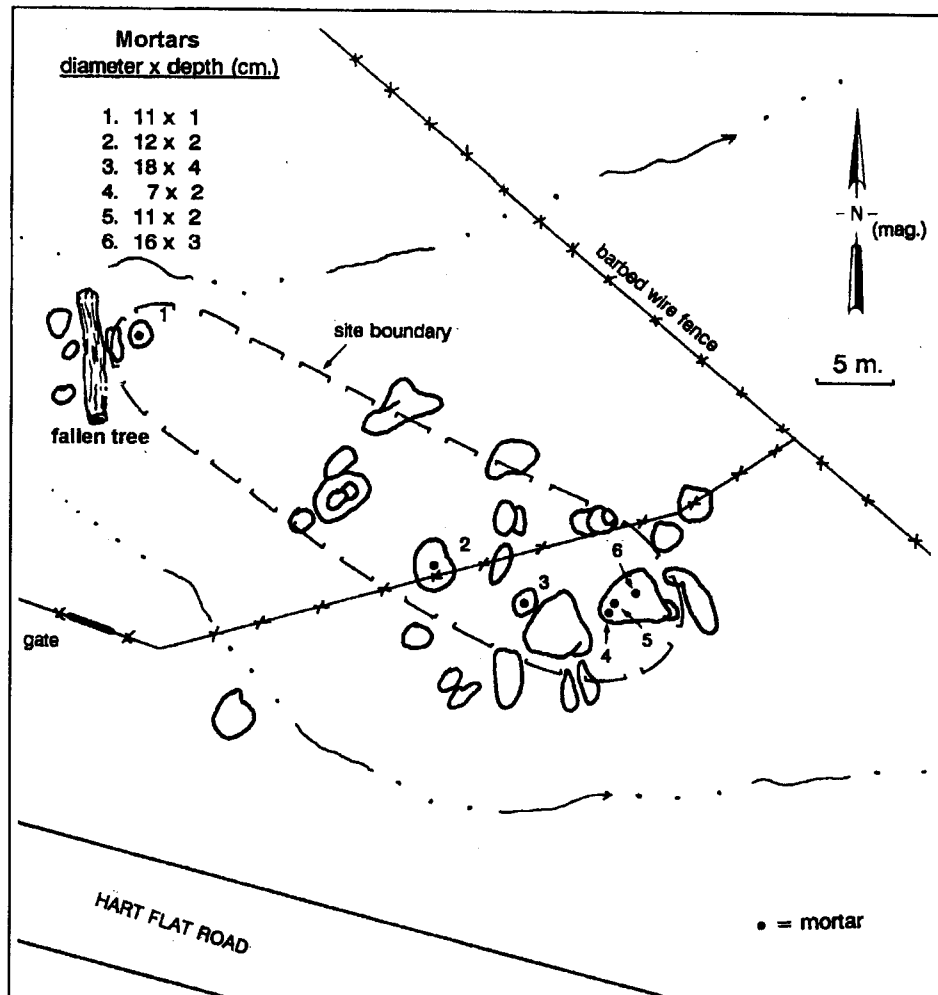 Mortars
diameter x depth (cm.)
1. 11 x 1
2. 12 x 2
3. 18 x 4
4. 7 x 2
5. 11 x 2
6. 16 x 3
-N-
(mag.)
barbed wire fence
5 m.
1
site boundary
fallen tree
2
6
3
4
5
gate
HART FLAT ROAD
• = mortar